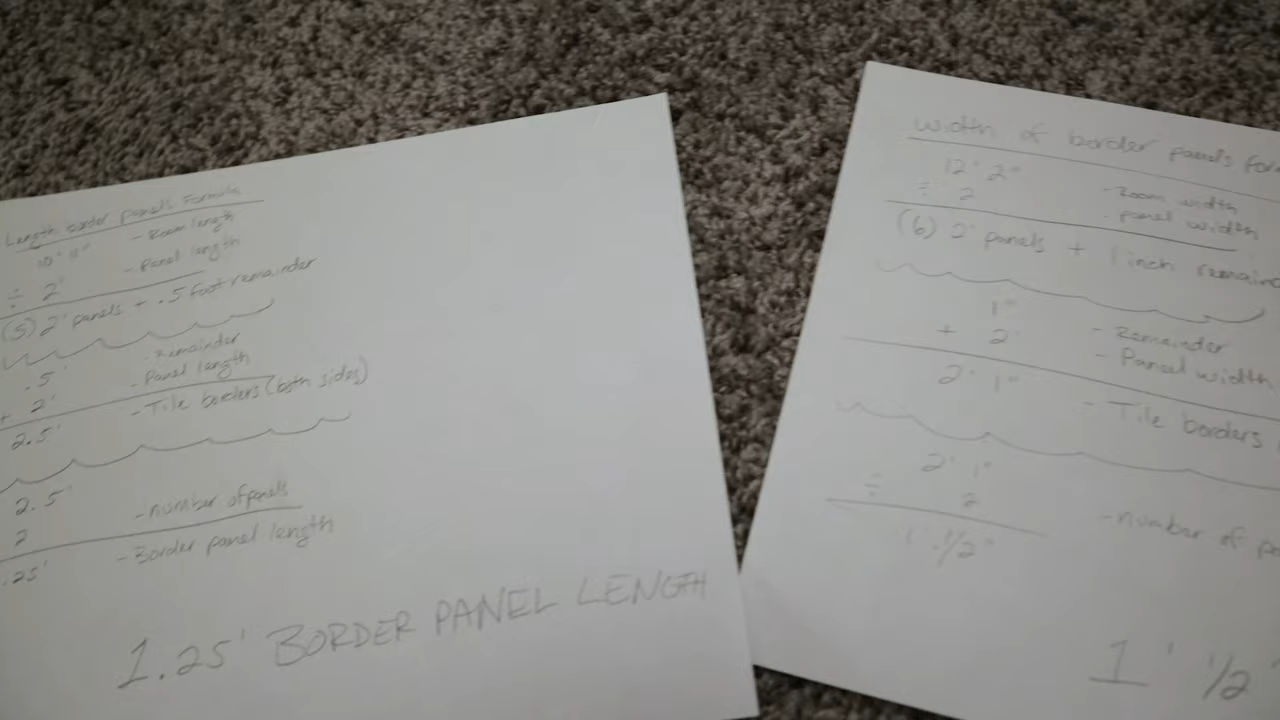 Length border panels Formula
10' 11" - Room length
÷ 2' - Panel length
(5) 2' panels + .5 foot remainder
.5' - Remainder
+ 2' - Panel length
2.5' - Tile borders (both sides)
2.5'
2 - number of panels
.25' - Border panel length
1.25' BORDER PANEL LENGTH
width of border panels for
12' 2" - Room width
÷ 2 - panel width
(6) 2' panels + 1 inch remain
1" - Remainder
+ 2' - Panel width
2' 1" - Tile borders
2' 1"
÷ 2 - number of p
1' 1/2"
1' 1/2"